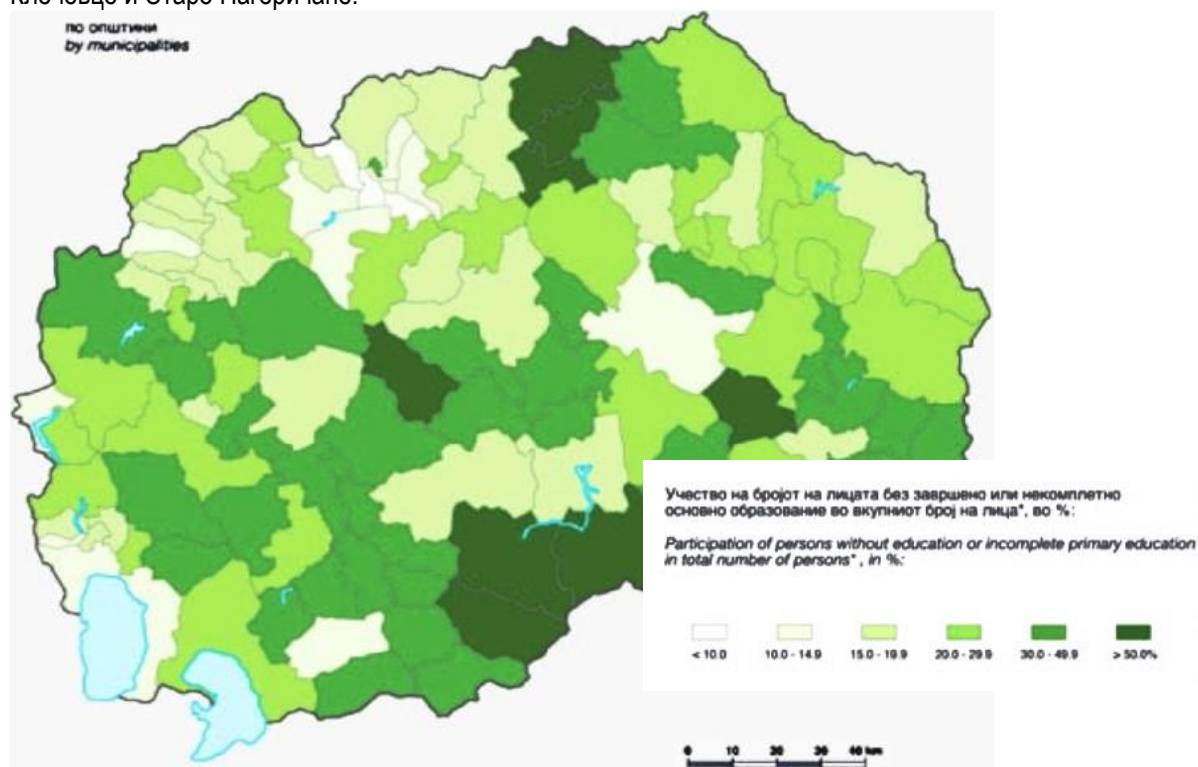 Клечевце и Старо Нагоричане.
по општини
by municipalities
Учество на бројот на лицата без завршено или некомплетно
основно образование во вкупниот број на лица*, во %:
Participation of persons without education or incomplete primary education
in total number of persons* , in %:
< 10.0 10.0 - 14.9 15.0 - 19.9 20.0 - 29.9 30.0 - 49.9 > 50.0%
0 10 20 30 40 km